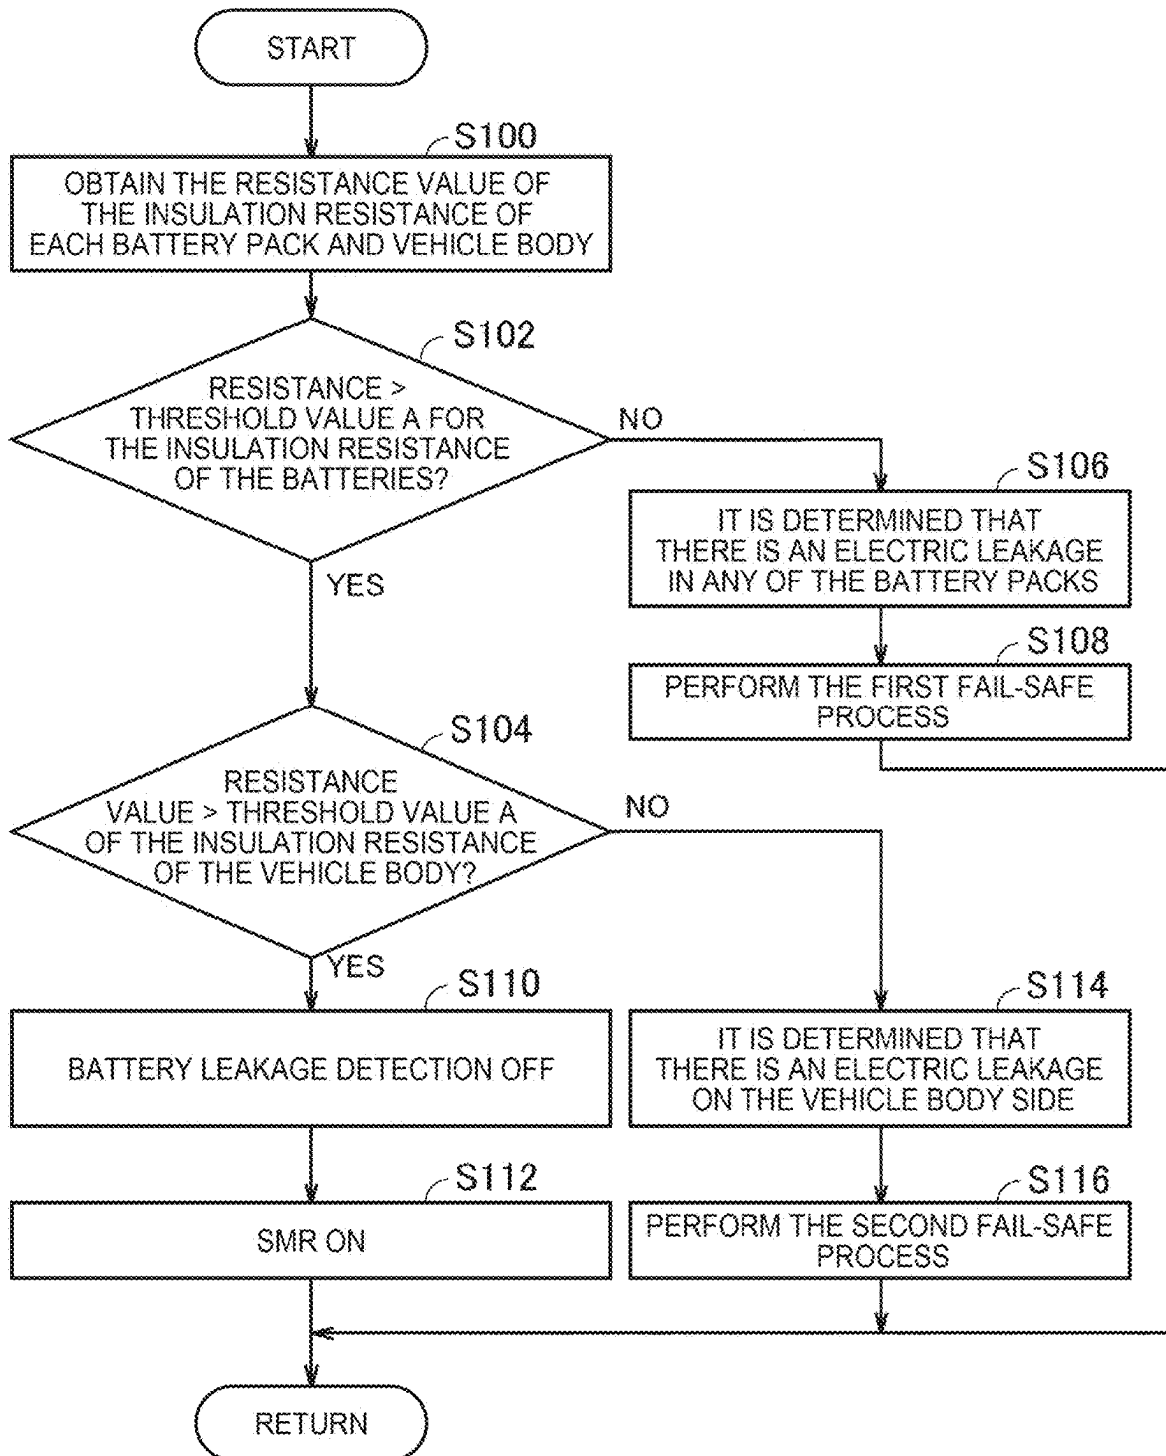 START
S100
OBTAIN THE RESISTANCE VALUE OF
THE INSULATION RESISTANCE OF
EACH BATTERY PACK AND VEHICLE BODY
S102
RESISTANCE >
THRESHOLD VALUE A FOR
THE INSULATION RESISTANCE
OF THE BATTERIES?
NO
YES
S106
IT IS DETERMINED THAT
THERE IS AN ELECTRIC LEAKAGE
IN ANY OF THE BATTERY PACKS
S108
PERFORM THE FIRST FAIL-SAFE
PROCESS
S104
RESISTANCE
VALUE > THRESHOLD VALUE A
OF THE INSULATION RESISTANCE
OF THE VEHICLE BODY?
NO
YES
S110
BATTERY LEAKAGE DETECTION OFF
S114
IT IS DETERMINED THAT
THERE IS AN ELECTRIC LEAKAGE
ON THE VEHICLE BODY SIDE
S112
SMR ON
S116
PERFORM THE SECOND FAIL-SAFE
PROCESS
RETURN